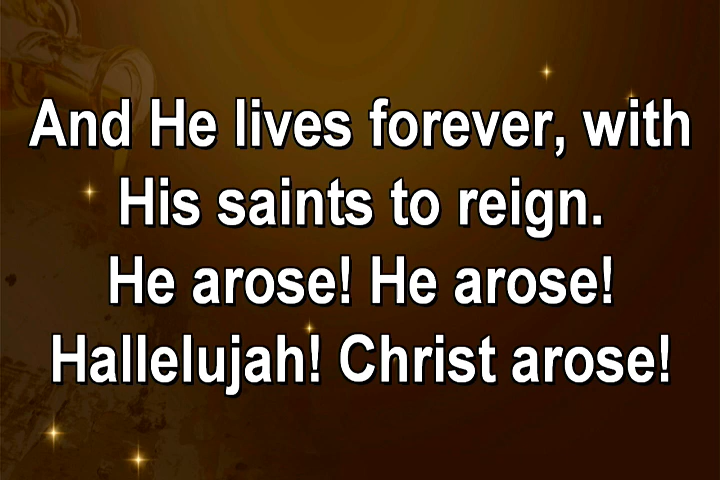 And He lives forever, with
His saints to reign.
He arose! He arose!
Hallelujah! Christ arose!